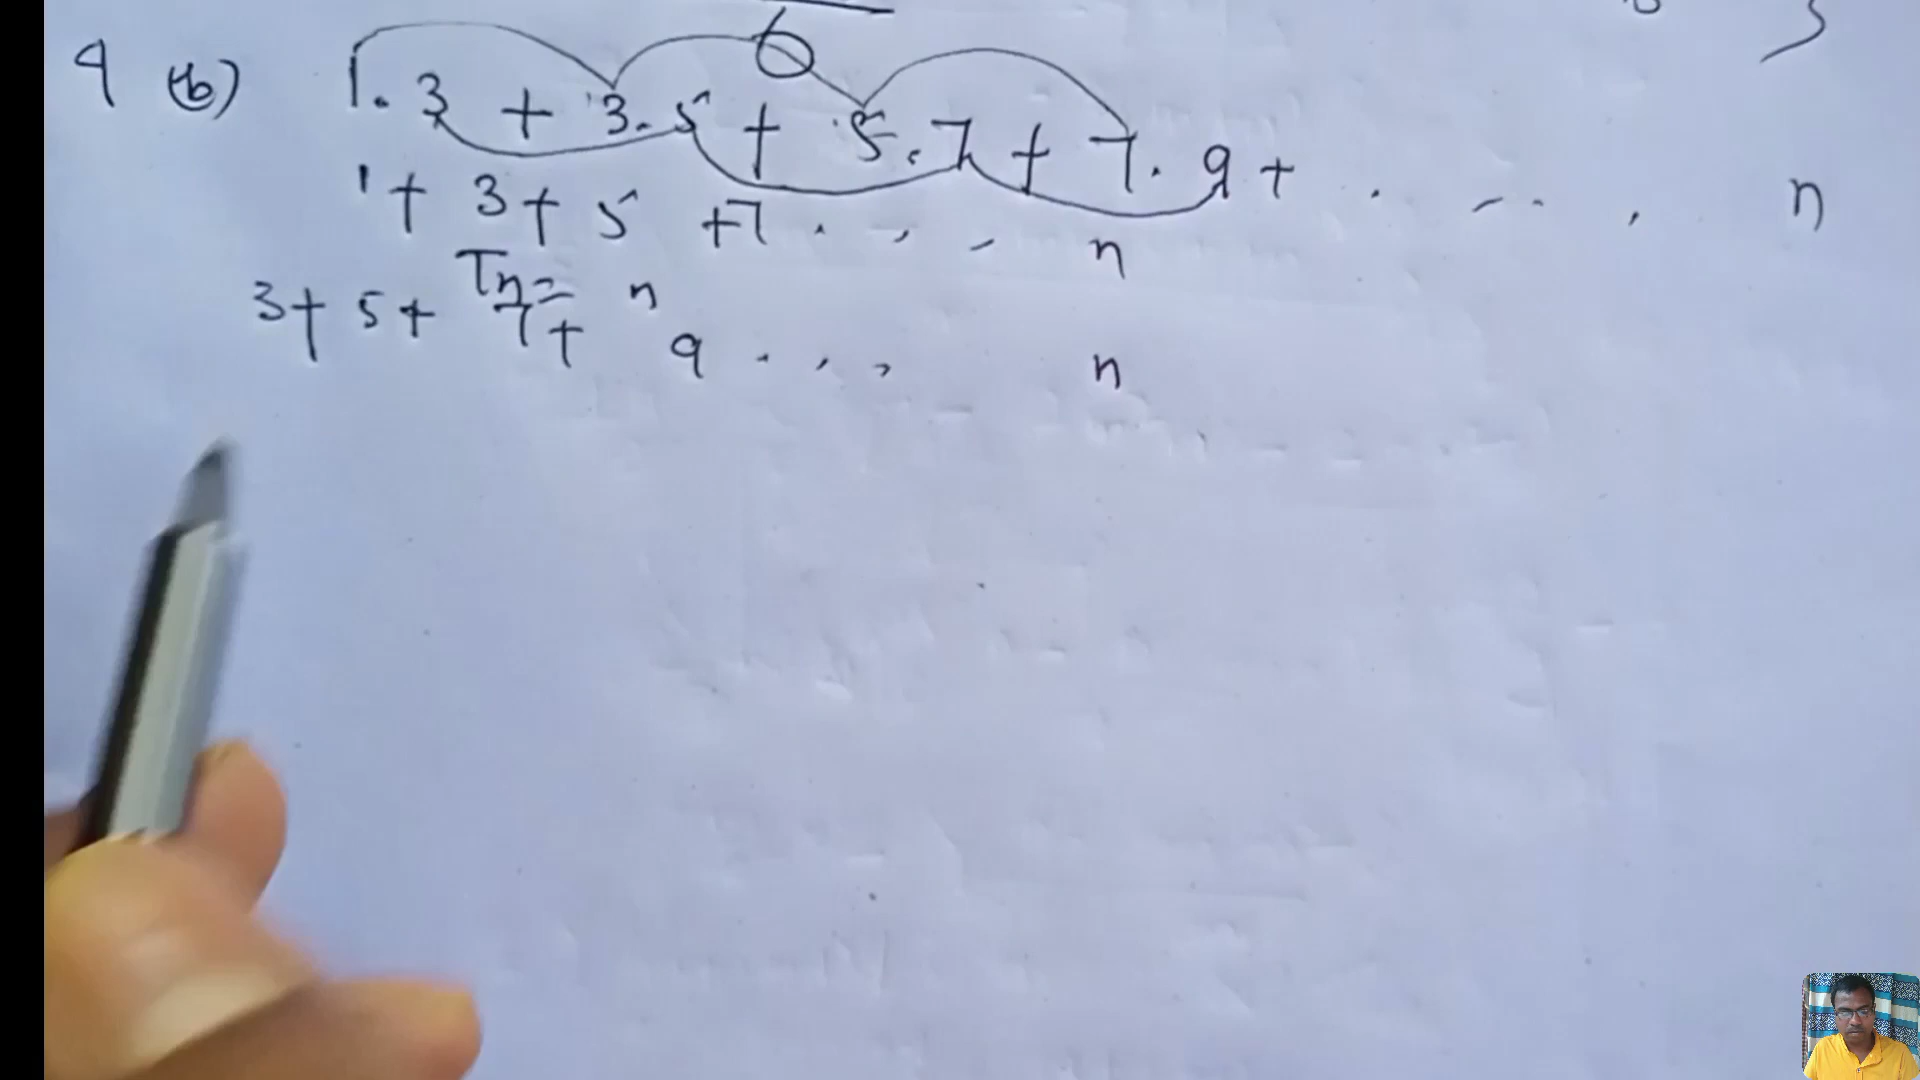 6
9 (b) 1.3 + 3.5 + 5.7 + 7.9 + . . . . n
1 + 3 + 5 + 7 . , , n
Tn = n
3 + 5 + 7 + 9 . , , n